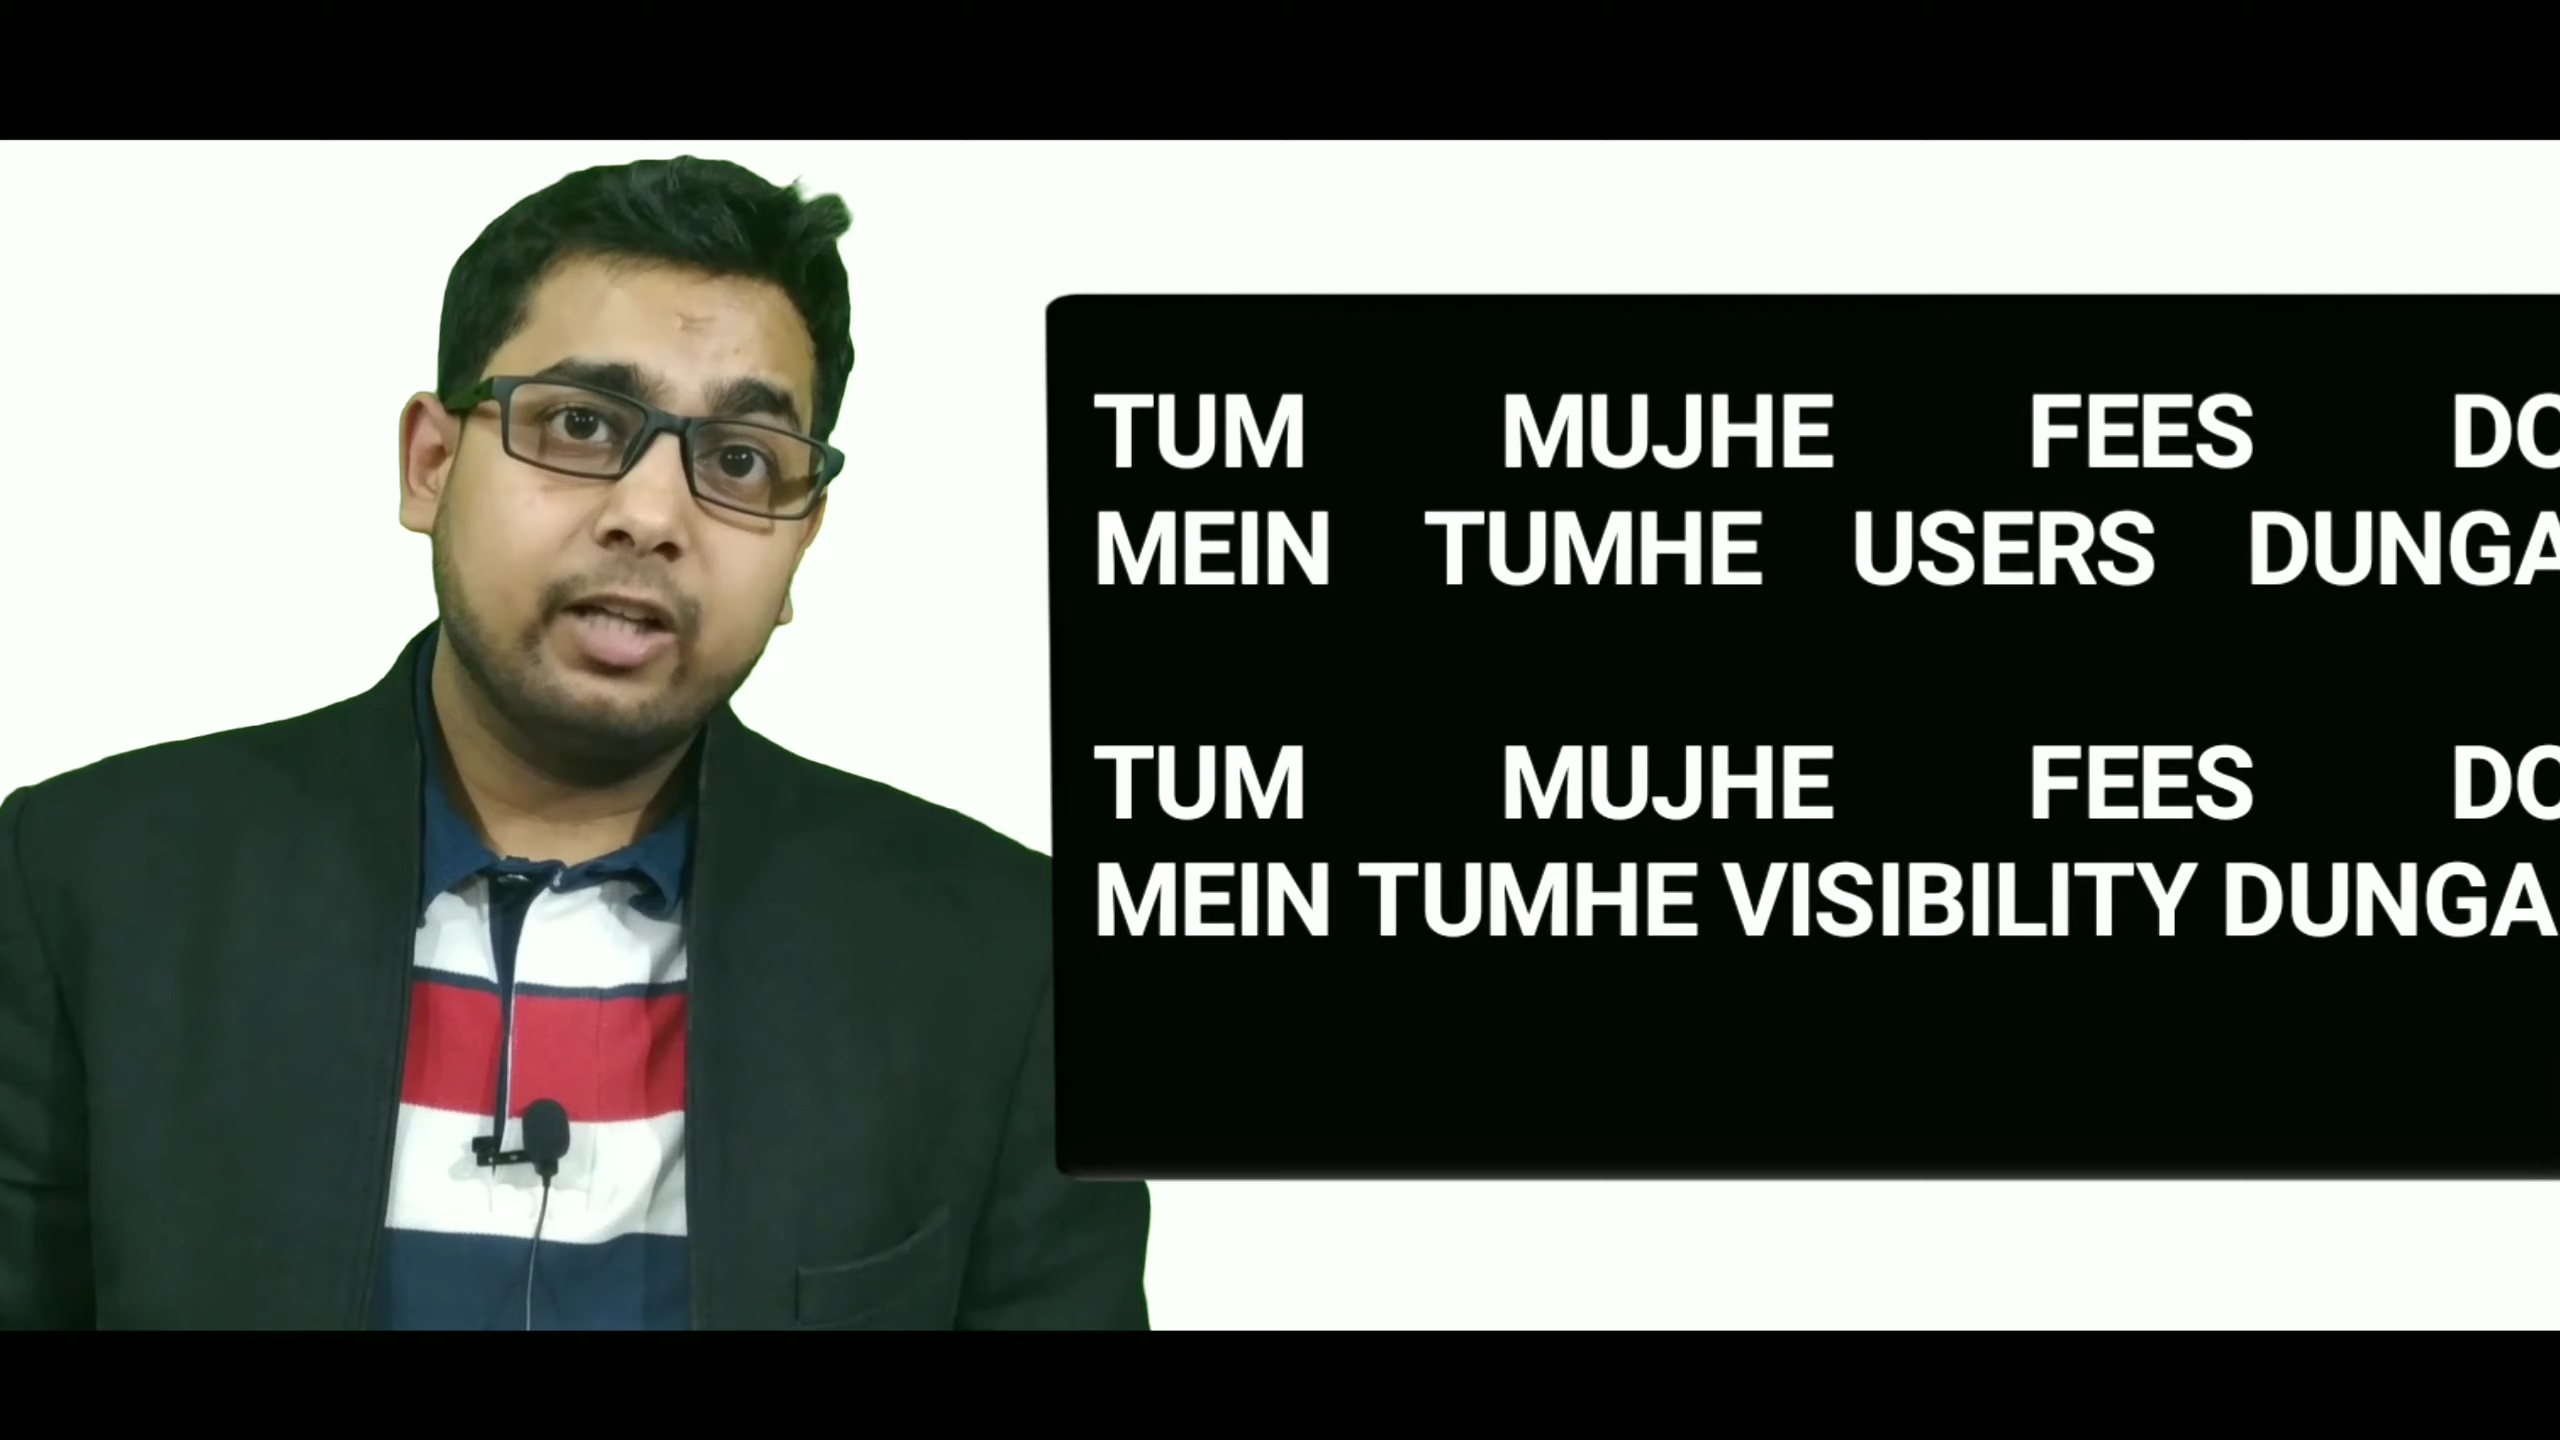 TUM MUJHE FEES DO
MEIN TUMHE USERS DUNGA
TUM MUJHE FEES DO
MEIN TUMHE VISIBILITY DUNGA